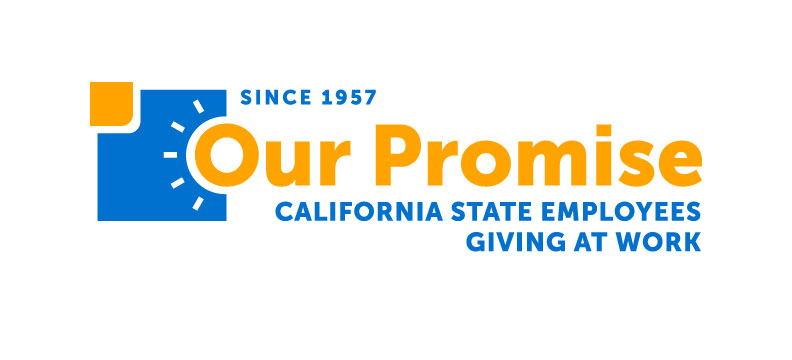 SINCE 1957
Our Promise
CALIFORNIA STATE EMPLOYEES
GIVING AT WORK